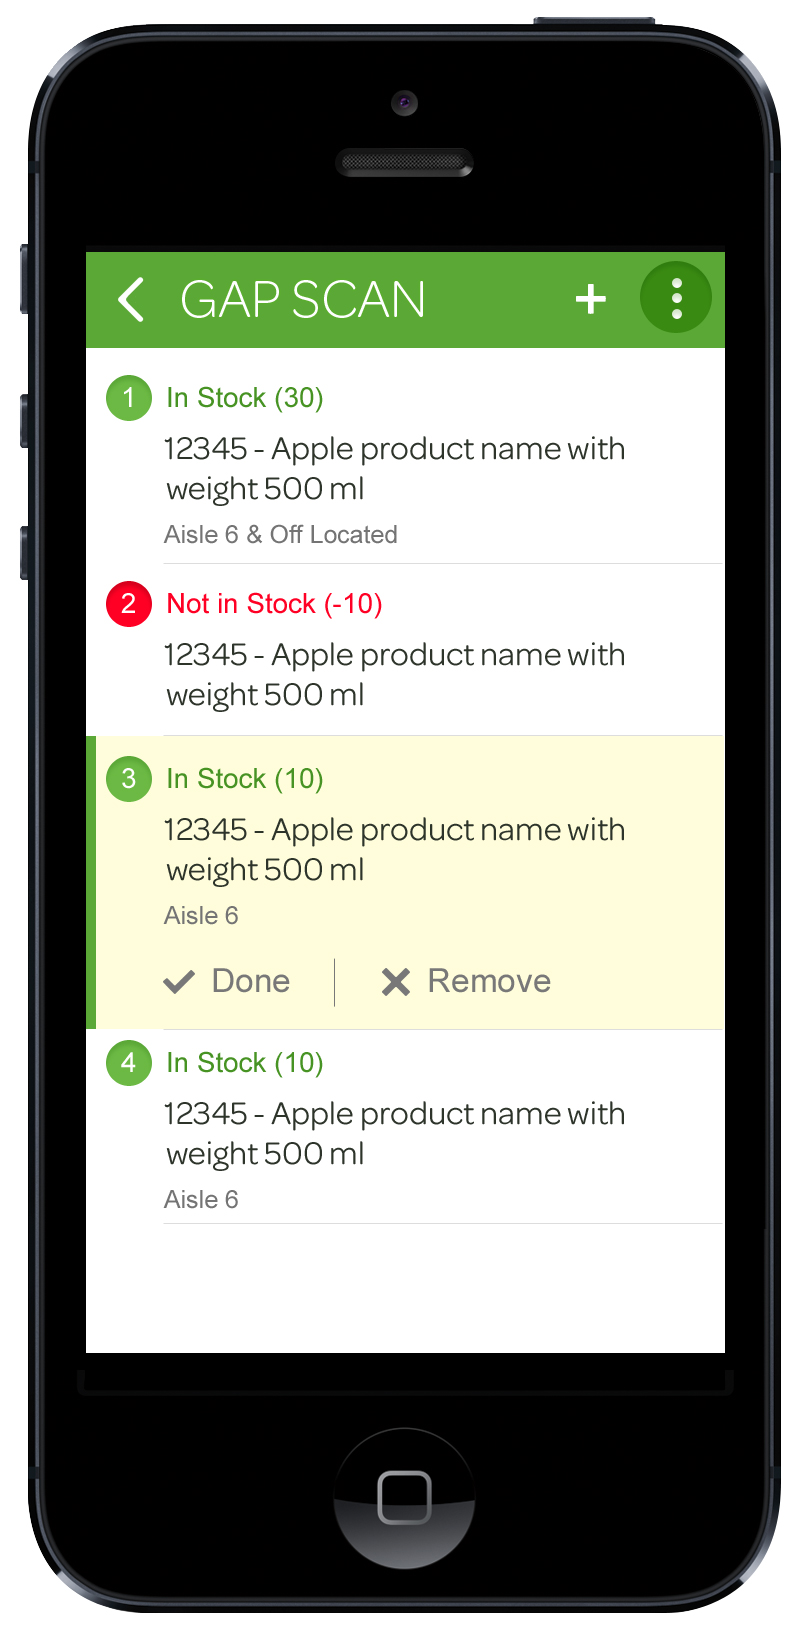 GAP SCAN
1 In Stock (30)
12345 - Apple product name with
weight 500 ml
Aisle 6 & Off Located
2 Not in Stock (-10)
12345 - Apple product name with
weight 500 ml
3 In Stock (10)
12345 - Apple product name with
weight 500 ml
Aisle 6
Done Remove
4 In Stock (10)
12345 - Apple product name with
weight 500 ml
Aisle 6